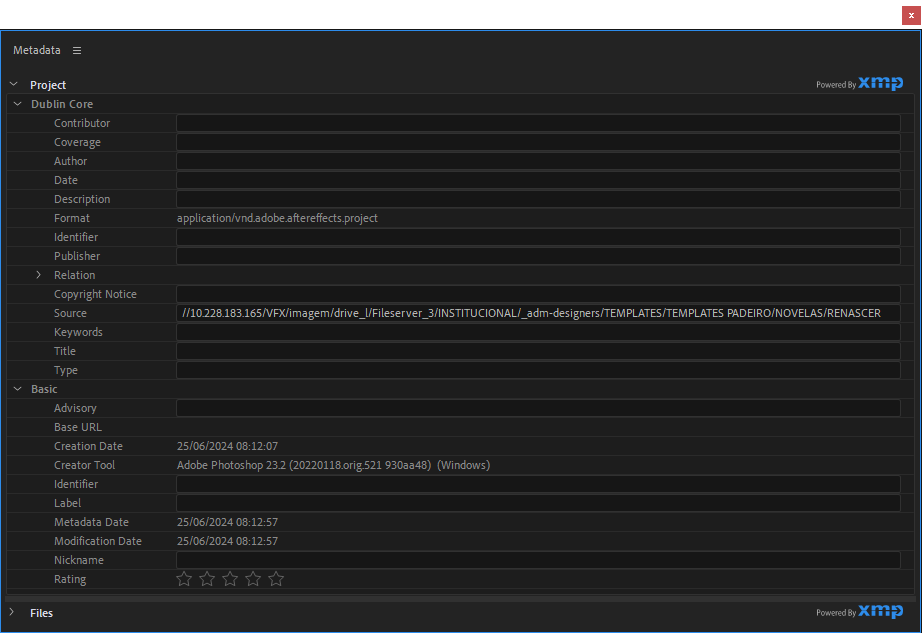 x
Metadata
Project
Powered By xmp
Dublin Core
Contributor
Coverage
Author
Date
Description
Format application/vnd.adobe.aftereffects.project
Identifier
Publisher
Relation
Copyright Notice
Source //10.228.183.165/VFX/imagem/drive_l/Fileserver_3/INSTITUCIONAL/_adm-designers/TEMPLATES/TEMPLATES PADEIRO/NOVELAS/RENASCER
Keywords
Title
Type
Basic
Advisory
Base URL
Creation Date 25/06/2024 08:12:07
Creator Tool Adobe Photoshop 23.2 (20220118.orig.521 930aa48)  (Windows)
Identifier
Label
Metadata Date 25/06/2024 08:12:57
Modification Date 25/06/2024 08:12:57
Nickname
Rating
Files
Powered By xmp